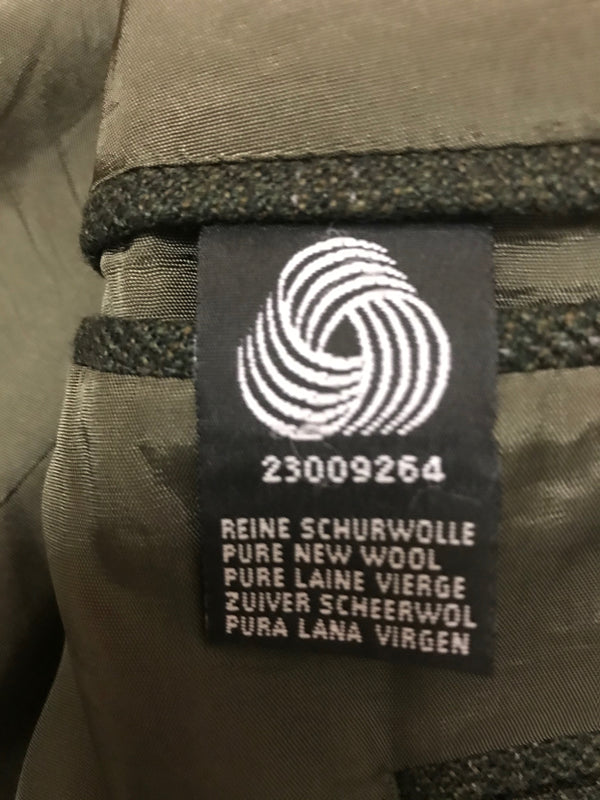 23009264
REINE SCHURWOLLE
PURE NEW WOOL
PURE LAINE VIERGE
ZUIVER SCHEERWOL
PURA LANA VIRGEN